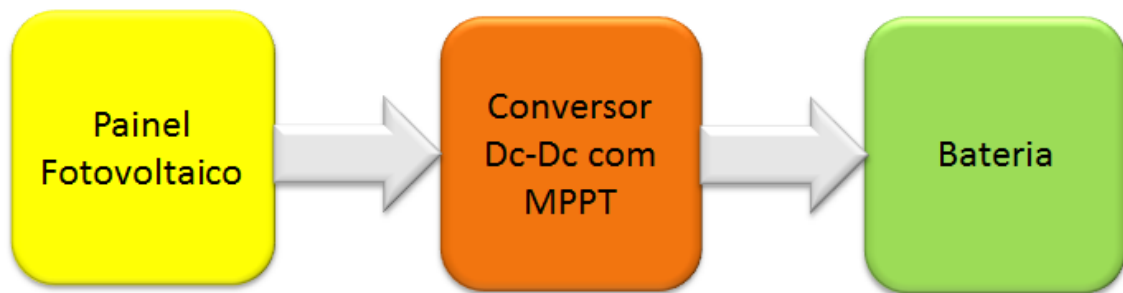 Painel
Fotovoltaico
Conversor
Dc-Dc com
MPPT
Bateria